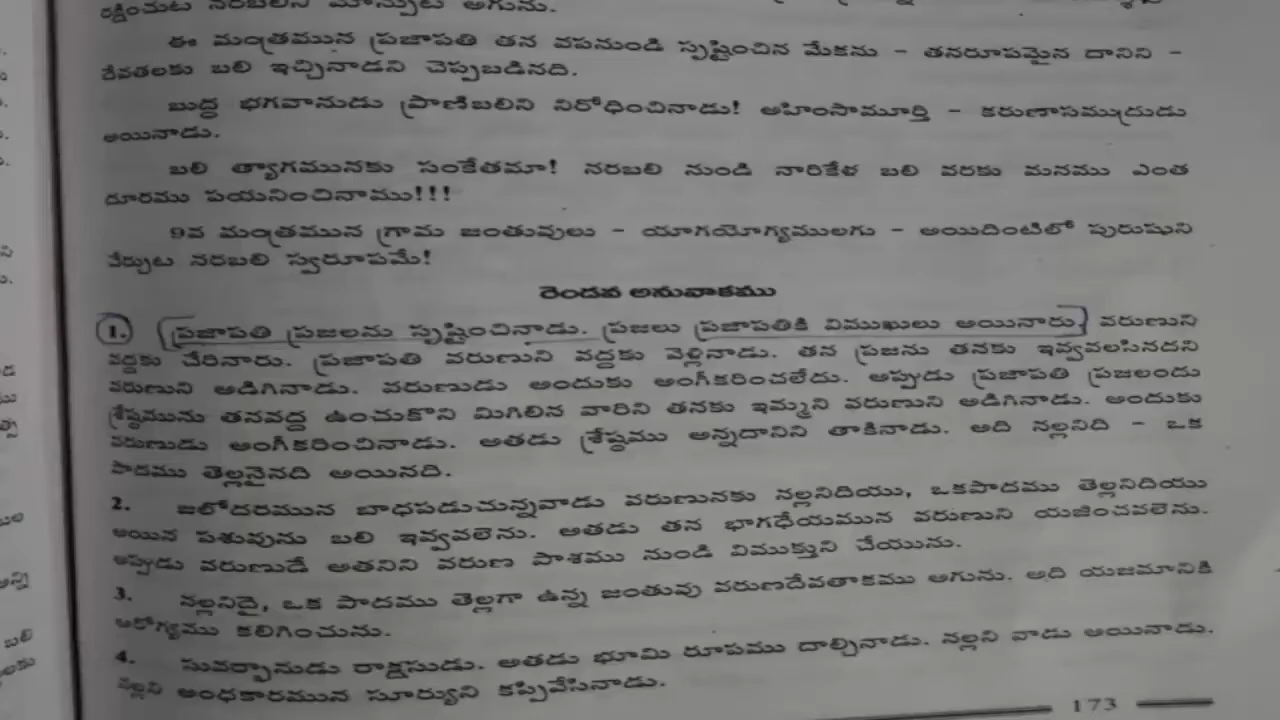 రక్షించుట నరబలిని మాన్పుట అగును.
ఈ మంత్రమున ప్రజాపతి తన వపనుండి సృష్టించిన మేకను - తనరూపమైన దానిని -
దేవతలకు బలి ఇచ్చినాడని చెప్పబడినది.
బుద్ధ భగవానుడు ప్రాణిబలిని నిరోధించినాడు! అహింసామూర్తి - కరుణాసముద్రుడు
అయినాడు.
బలి త్యాగమునకు సంకేతమా! నరబలి నుండి నారికేళ బలి వరకు మనము ఎంత
దూరము పయనించినాము!!!
9వ మంత్రమున గ్రామ జంతువులు - యాగయోగ్యములగు - అయిదింటిలో పురుషుని
చేర్చుట నరబలి స్వరూపమే!
రెండవ అనువాకము
1. ప్రజాపతి ప్రజలను సృష్టించినాడు. ప్రజలు ప్రజాపతికి విముఖులు అయినారు. వరుణుని
వద్దకు చేరినారు. ప్రజాపతి వరుణుని వద్దకు వెల్లినాడు. తన ప్రజను తనకు ఇవ్వవలసినదని
వరుణుని అడిగినాడు. వరుణుడు అందుకు అంగీకరించలేదు. అప్పుడు ప్రజాపతి ప్రజలందు
శ్రేష్ఠమును తనవద్ద ఉంచుకొని మిగిలిన వారిని తనకు ఇమ్మని వరుణుని అడిగినాడు. అందుకు
వరుణుడు అంగీకరించినాడు. అతడు శ్రేష్ఠము అన్నదానిని తాకినాడు. అది నల్లనిది - ఒక
పాదము తెల్లనైనది అయినది.
2. జలోదరమున బాధపడుచున్నవాడు వరుణునకు నల్లనిదియు, ఒకపాదము తెల్లనిదియు
అయిన పశువును బలి ఇవ్వవలెను. అతడు తన భాగధేయమున వరుణుని యజించవలెను.
అప్పుడు వరుణుడే అతనిని వరుణ పాశము నుండి విముక్తుని చేయును.
3. నల్లనిదై, ఒక పాదము తెల్లగా ఉన్న జంతువు వరుణదేవతాకము అగును. అది యజమానికి
ఆరోగ్యము కలిగించును.
4. సువర్భానుడు రాక్షసుడు. అతడు భూమి రూపము దాల్చినాడు. నల్లని వాడు అయినాడు.
నల్లని అంధకారమున సూర్యుని కప్పివేసినాడు.
173